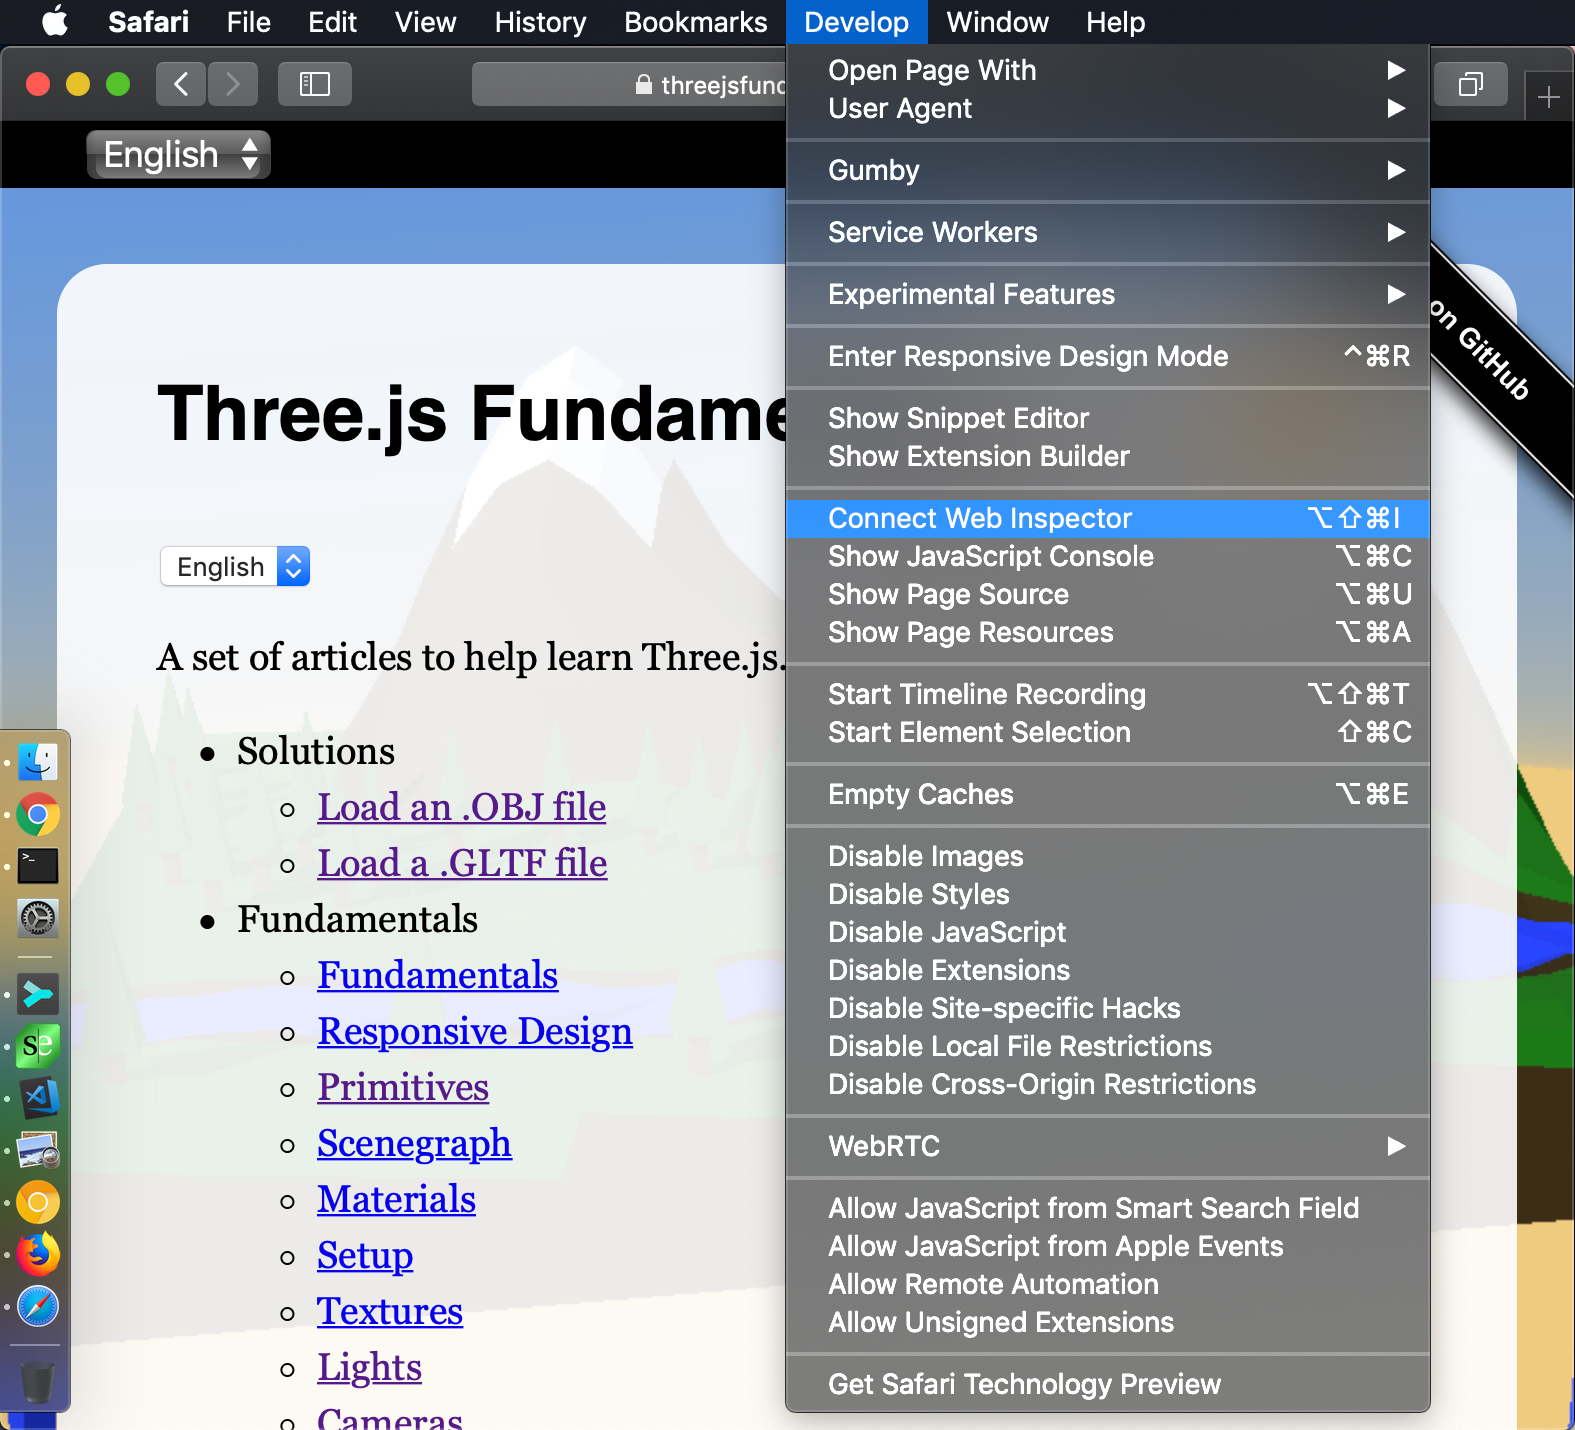 Safari File Edit View History Bookmarks Develop Window Help
threejsfund
English
Open Page With
User Agent
Gumby
Service Workers
Experimental Features
Enter Responsive Design Mode ^⌘R
Show Snippet Editor
Show Extension Builder
Connect Web Inspector ⌥⇧⌘I
Show JavaScript Console ⌥⌘C
Show Page Source ⌥⌘U
Show Page Resources ⌥⌘A
Start Timeline Recording ⌥⇧⌘T
Start Element Selection ⇧⌘C
Empty Caches ⌥⌘E
Disable Images
Disable Styles
Disable JavaScript
Disable Extensions
Disable Site-specific Hacks
Disable Local File Restrictions
Disable Cross-Origin Restrictions
WebRTC
Allow JavaScript from Smart Search Field
Allow JavaScript from Apple Events
Allow Remote Automation
Allow Unsigned Extensions
Get Safari Technology Preview
on GitHub
Three.js Fundame
English
A set of articles to help learn Three.js.
Solutions
Load an .OBJ file
Load a .GLTF file
Fundamentals
Fundamentals
Responsive Design
Primitives
Scenegraph
Materials
Setup
Textures
Lights
Cameras
>_
se